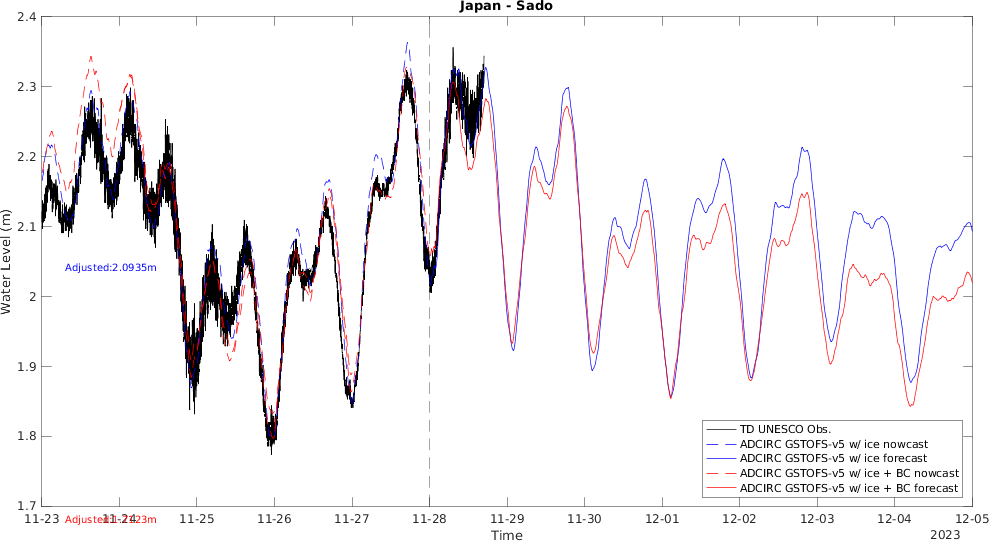 Japan - Sado
2.4
2.3
2.2
2.1
2
1.9
1.8
1.7
Water Level (m)
Adjusted:2.0935m
TD UNESCO Obs.
ADCIRC GSTOFS-v5 w/ ice nowcast
ADCIRC GSTOFS-v5 w/ ice forecast
ADCIRC GSTOFS-v5 w/ ice + BC nowcast
ADCIRC GSTOFS-v5 w/ ice + BC forecast
11-23 11-24 11-25 11-26 11-27 11-28 11-29 11-30 12-01 12-02 12-03 12-04 12-05
Time
2023